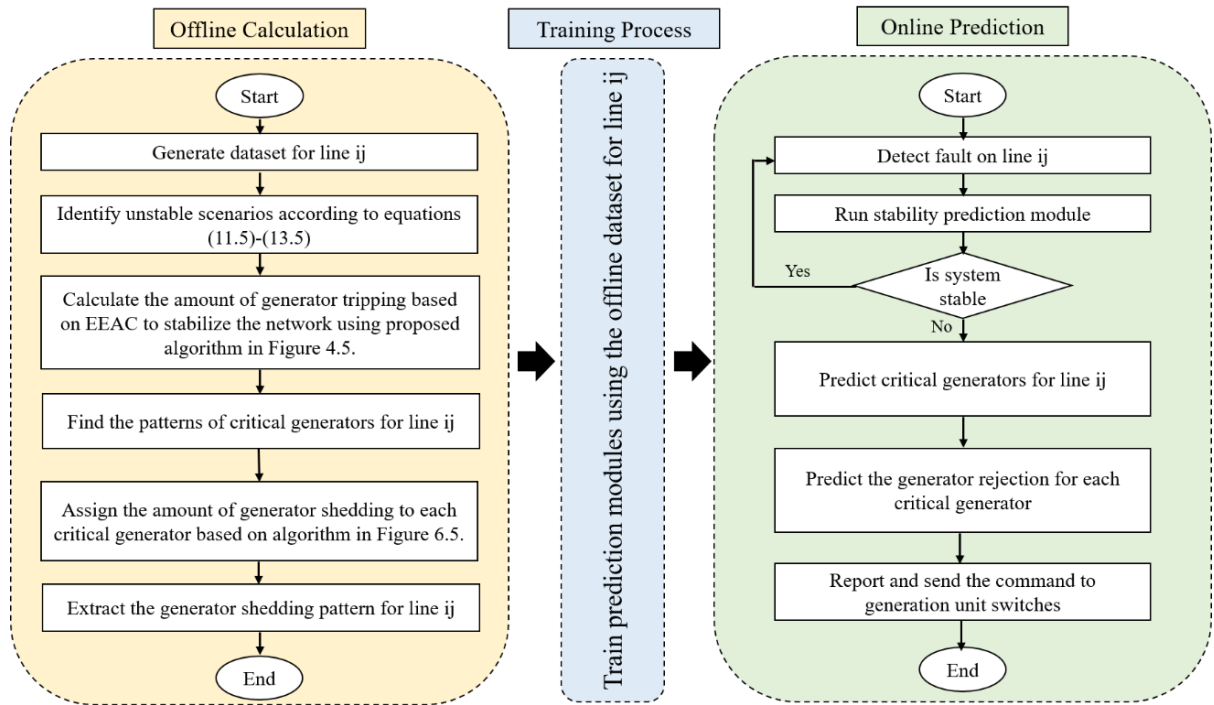 Offline Calculation
Start
Generate dataset for line ij
Identify unstable scenarios according to equations
(11.5)-(13.5)
Calculate the amount of generator tripping based
on EEAC to stabilize the network using proposed
algorithm in Figure 4.5.
Find the patterns of critical generators for line ij
Assign the amount of generator shedding to each
critical generator based on algorithm in Figure 6.5.
Extract the generator shedding pattern for line ij
End
Training Process
Train prediction modules using the offline dataset for line ij
Online Prediction
Start
Detect fault on line ij
Run stability prediction module
Yes
Is system
stable
No
Predict critical generators for line ij
Predict the generator rejection for each
critical generator
Report and send the command to
generation unit switches
End